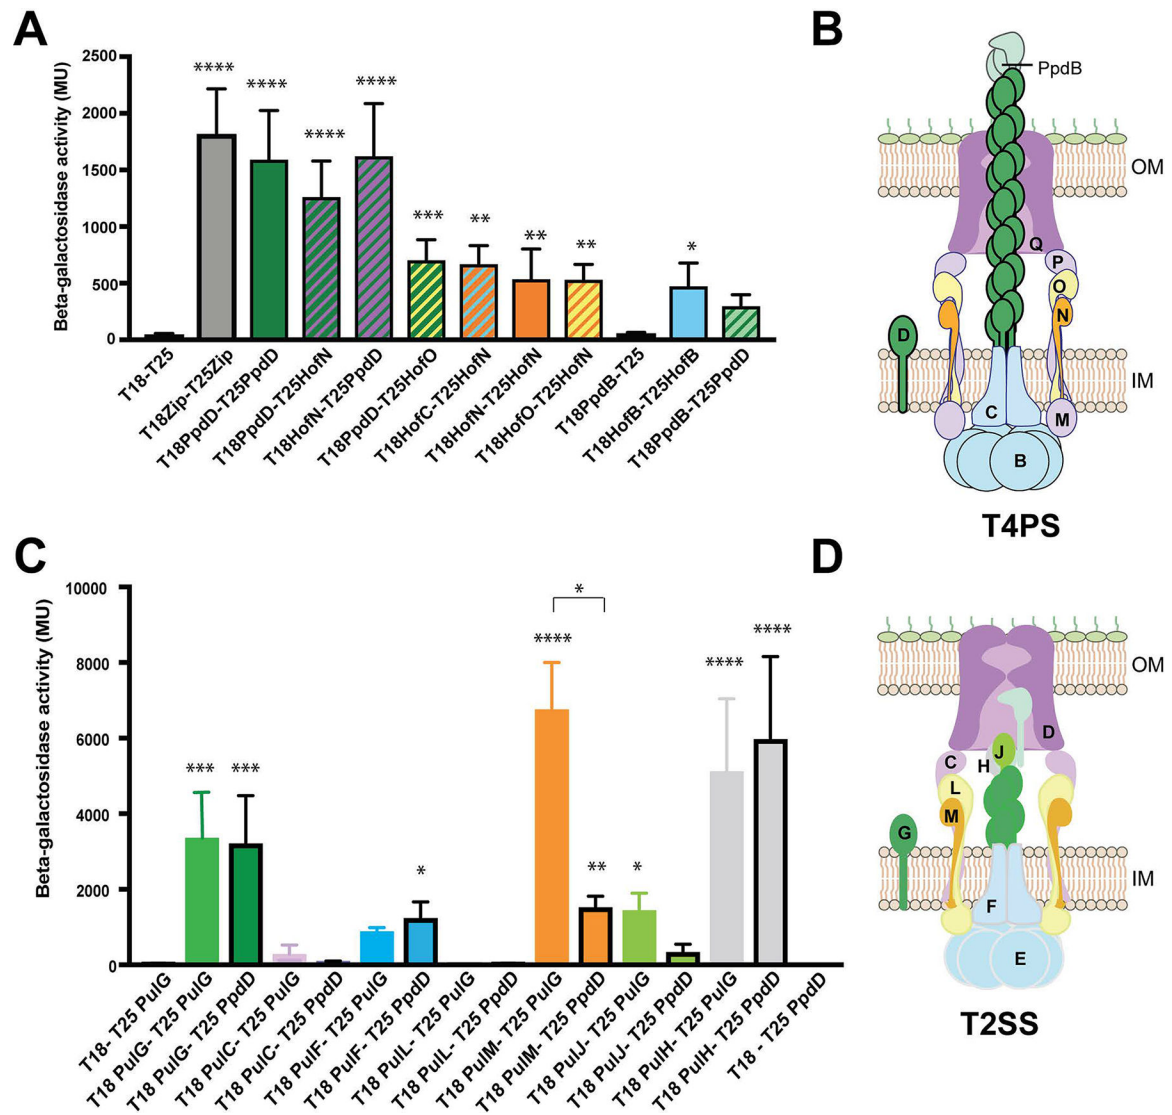 A
Beta-galactosidase activity (MU)
2500
2000
1500
1000
500
0
****
****
****
****
***
**
**
**
*
T18-T25
T18Zip-T25Zip
T18PpdD-T25PpdD
T18PpdD-T25HofN
T18HofN-T25PpdD
T18PpdD-T25HofO
T18HofC-T25HofN
T18HofN-T25HofN
T18HofO-T25HofN
T18PpdB-T25
T18HofB-T25HofB
T18PpdB-T25PpdD
B
PpdB
OM
Q
P
O
N
D
IM
C
M
B
T4PS
C
Beta-galactosidase activity (MU)
10000
8000
6000
4000
2000
0
***
***
*
*
****
**
*
****
****
T18- T25 PulG
T18 PulG- T25 PulG
T18 PulG- T25 PpdD
T18 PulC- T25 PulG
T18 PulC- T25 PpdD
T18 PulF- T25 PulG
T18 PulF- T25 PpdD
T18 PulL- T25 PulG
T18 PulL- T25 PpdD
T18 PulM- T25 PulG
T18 PulM- T25 PpdD
T18 PulJ- T25 PulG
T18 PulJ- T25 PpdD
T18 PulH- T25 PulG
T18 PulH- T25 PpdD
T18 - T25 PpdD
D
OM
D
J
C
H
L
M
G
IM
F
E
T2SS